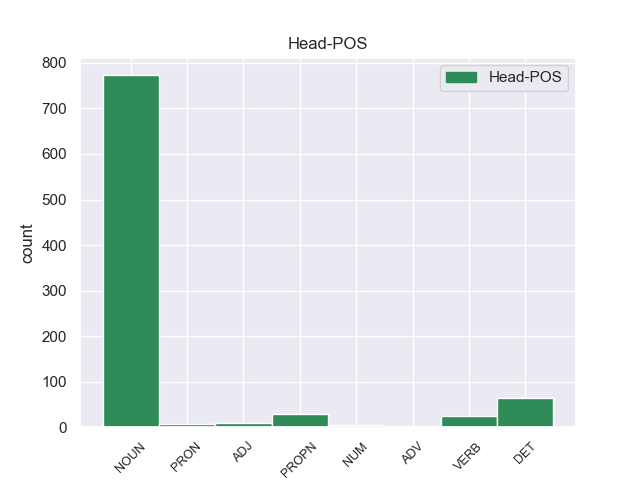 Head-POS
Head-POS
800
700
600
500
400
300
200
100
0
count
NOUN
PRON
ADJ
PROPN
NUM
ADV
VERB
DET